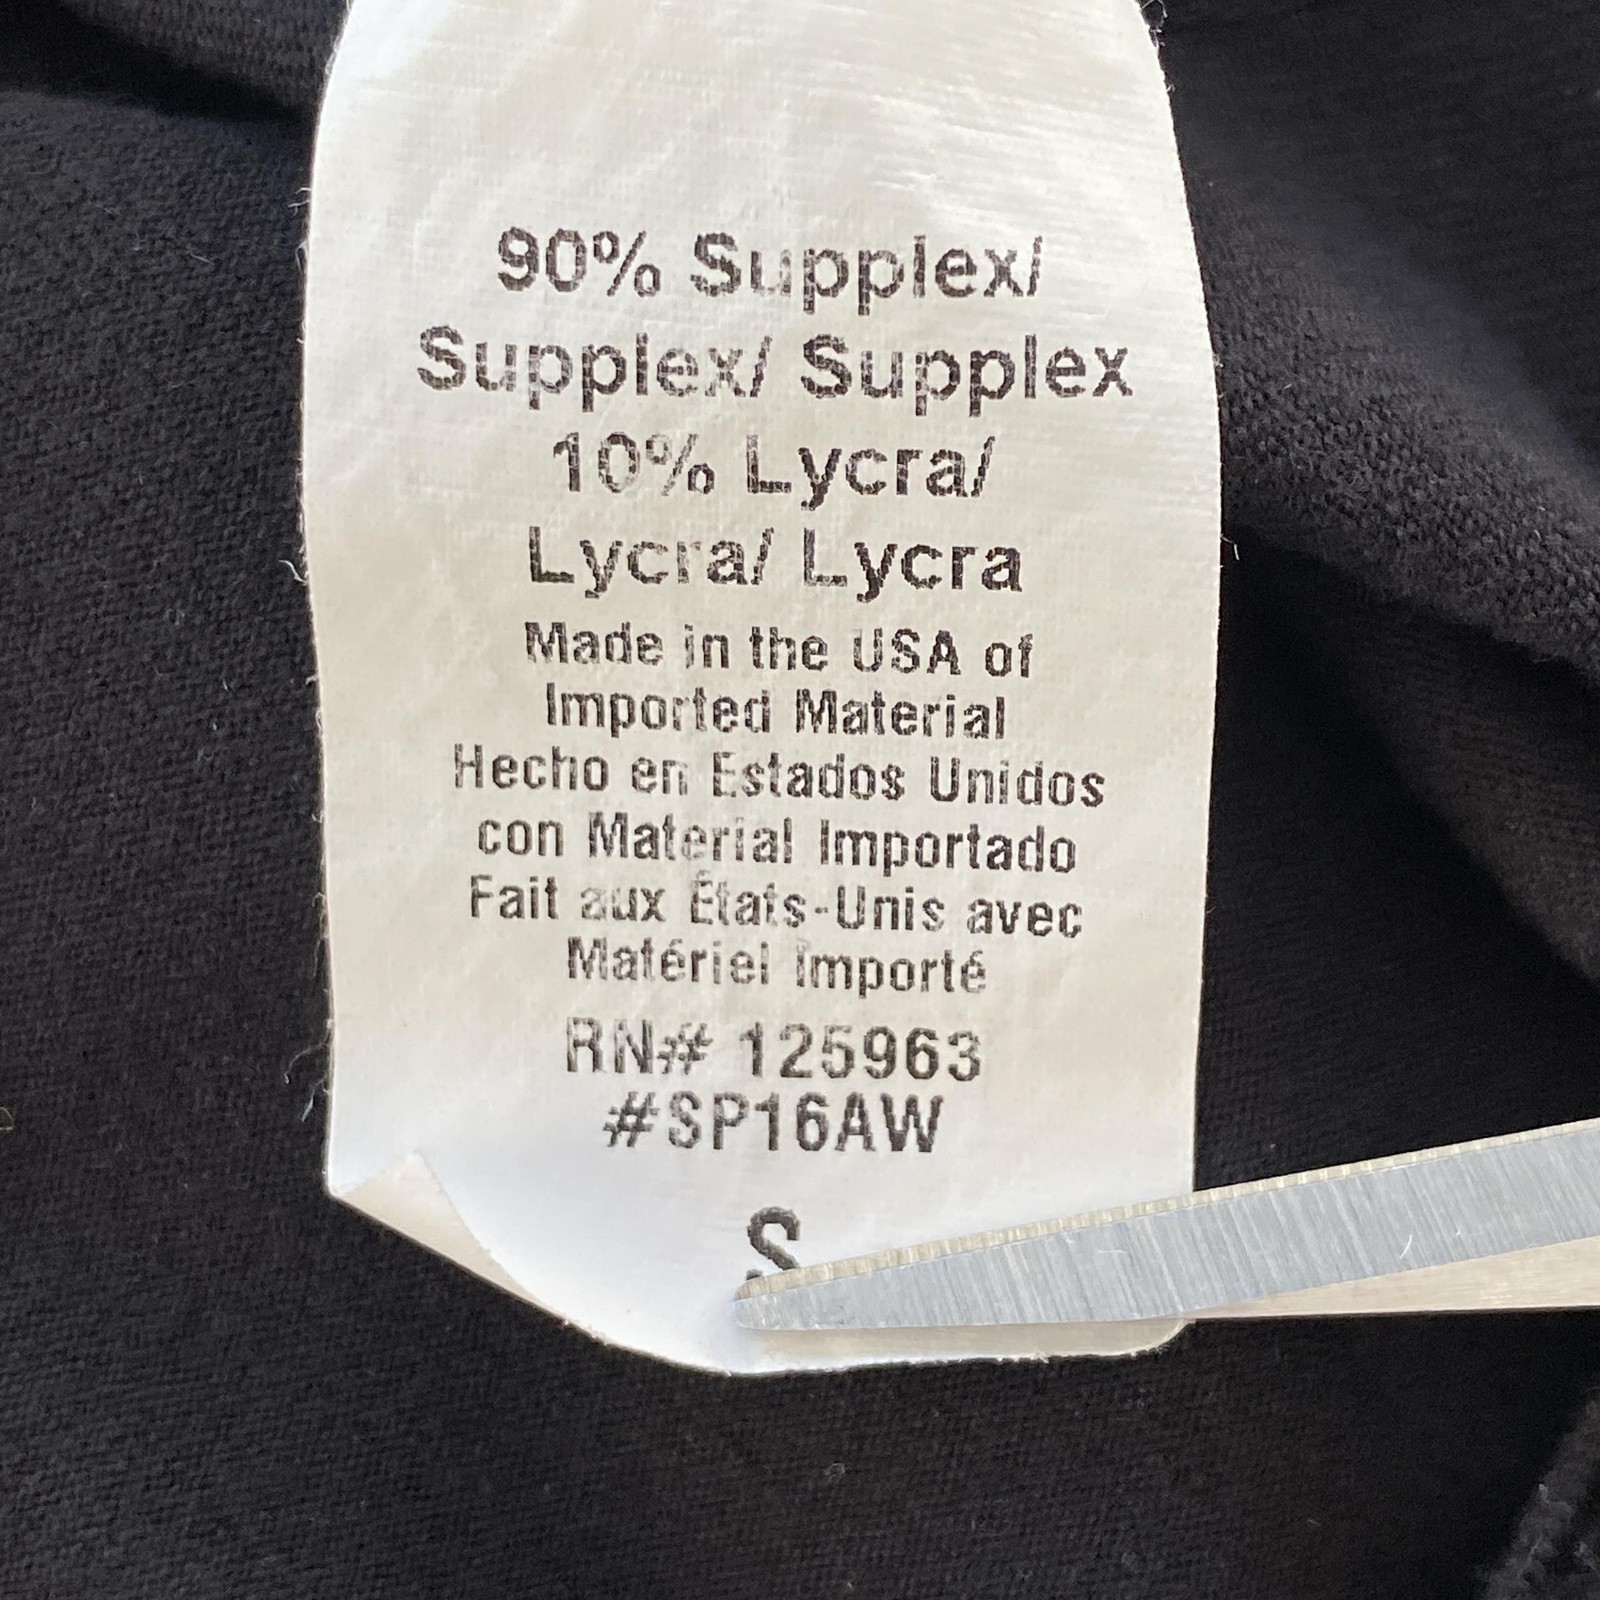 90% Supplex/
Supplex/ Supplex
10% Lycra/
Lycra/ Lycra
Made in the USA of
Imported Material
Hecho en Estados Unidos
con Material Importado
Fait aux États-Unis avec
Matériel Importé
RN# 125963
#SP16AW
S